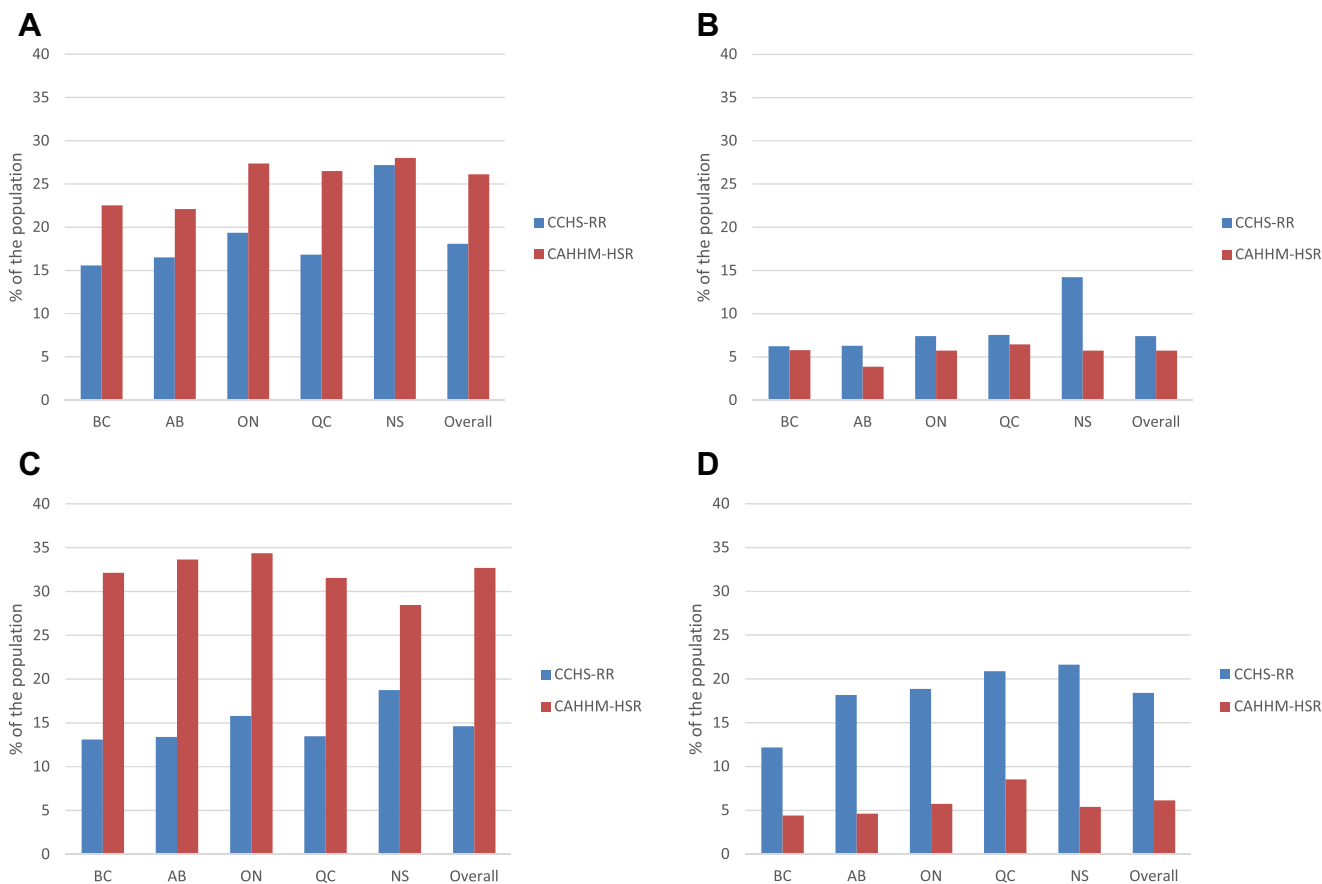 A
40
35
30
25
20
15
10
5
0
% of the population
BC AB ON QC NS Overall
CCHS-RR
CAHHM-HSR
B
40
35
30
25
20
15
10
5
0
% of the population
BC AB ON QC NS Overall
CCHS-RR
CAHHM-HSR
C
40
35
30
25
20
15
10
5
0
% of the population
BC AB ON QC NS Overall
CCHS-RR
CAHHM-HSR
D
40
35
30
25
20
15
10
5
0
% of the population
BC AB ON QC NS Overall
CCHS-RR
CAHHM-HSR